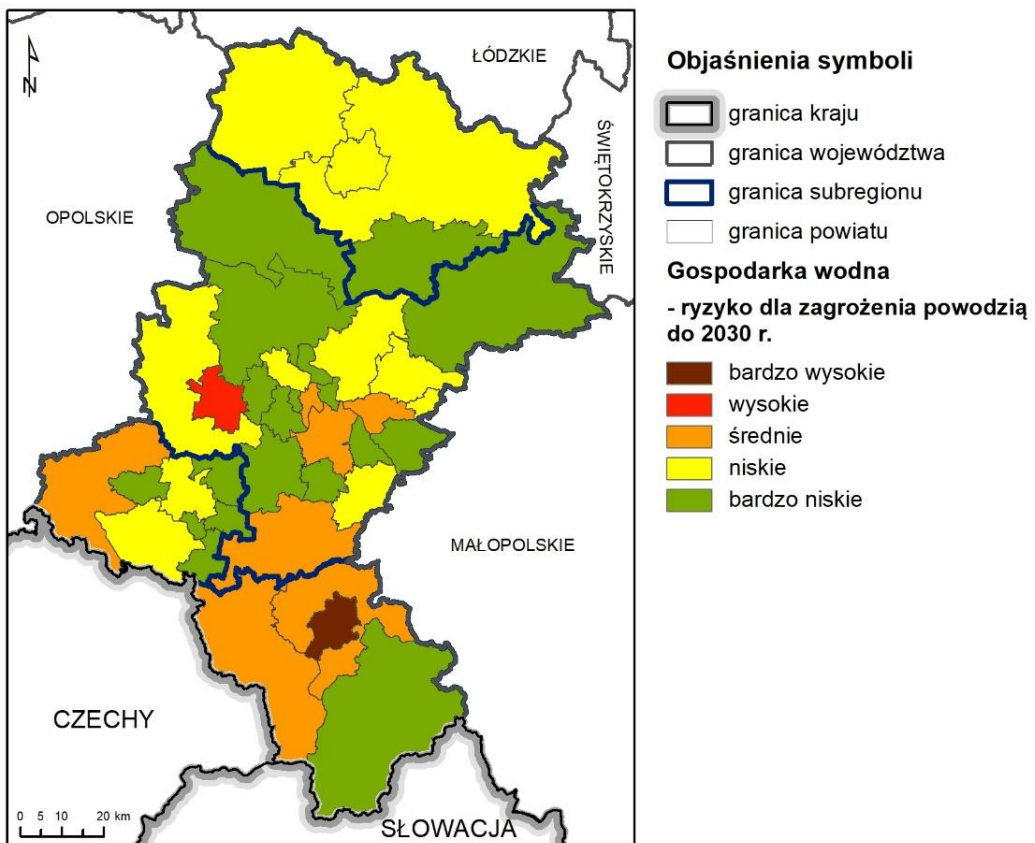 N
ŁÓDZKIE
ŚWIĘTOKRZYSKIE
OPOLSKIE
MAŁOPOLSKIE
CZECHY
SŁOWACJA
0 5 10 20 km
Objaśnienia symboli
granica kraju
granica województwa
granica subregionu
granica powiatu
Gospodarka wodna
- ryzyko dla zagrożenia powodzią
do 2030 r.
bardzo wysokie
wysokie
średnie
niskie
bardzo niskie